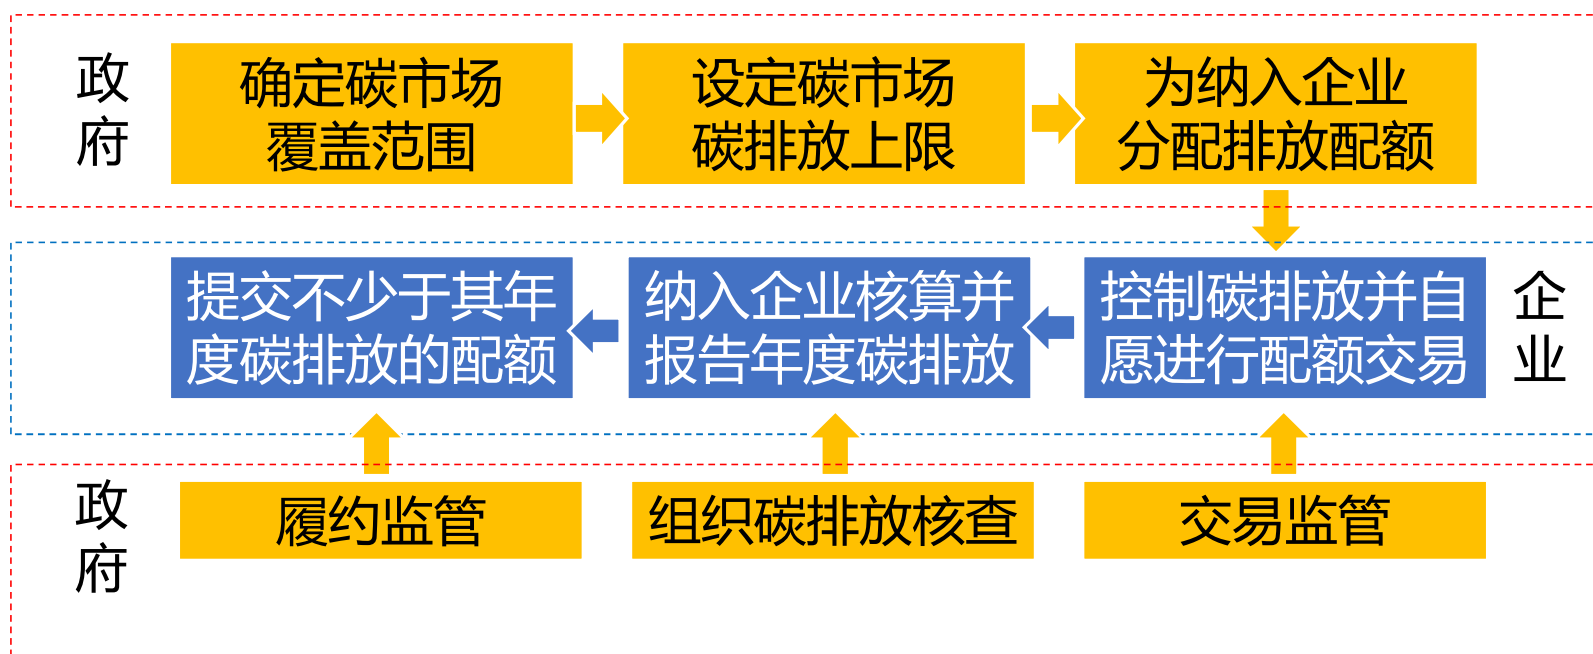 政
府
确定碳市场
覆盖范围
设定碳市场
碳排放上限
为纳入企业
分配排放配额
提交不少于其年
度碳排放的配额
纳入企业核算并
报告年度碳排放
控制碳排放并自
愿进行配额交易
企
业
政
府
履约监管
组织碳排放核查
交易监管